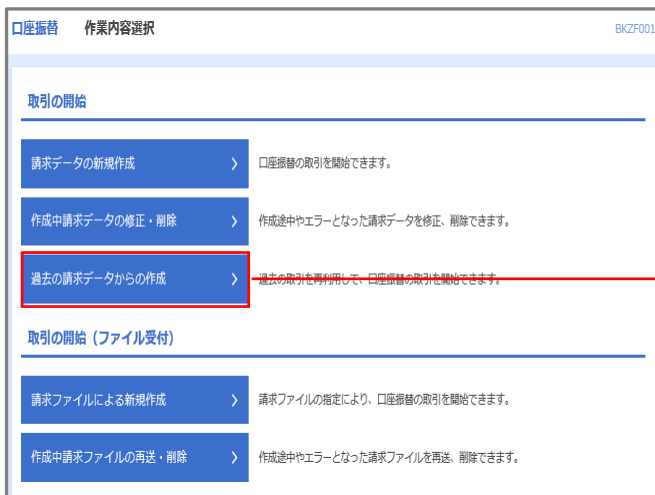 口座振替 作業内容選択 BKZF001
取引の開始
請求データの新規作成 口座振替の取引を開始できます。
作成中請求データの修正・削除 作成途中やエラーとなった請求データを修正、削除できます。
過去の請求データからの作成 過去の取引を再利用して、口座振替の取引を開始できます。
取引の開始（ファイル受付）
請求ファイルによる新規作成 請求ファイルの指定により、口座振替の取引を開始できます。
作成中請求ファイルの再送・削除 作成途中やエラーとなった請求ファイルを再送、削除できます。